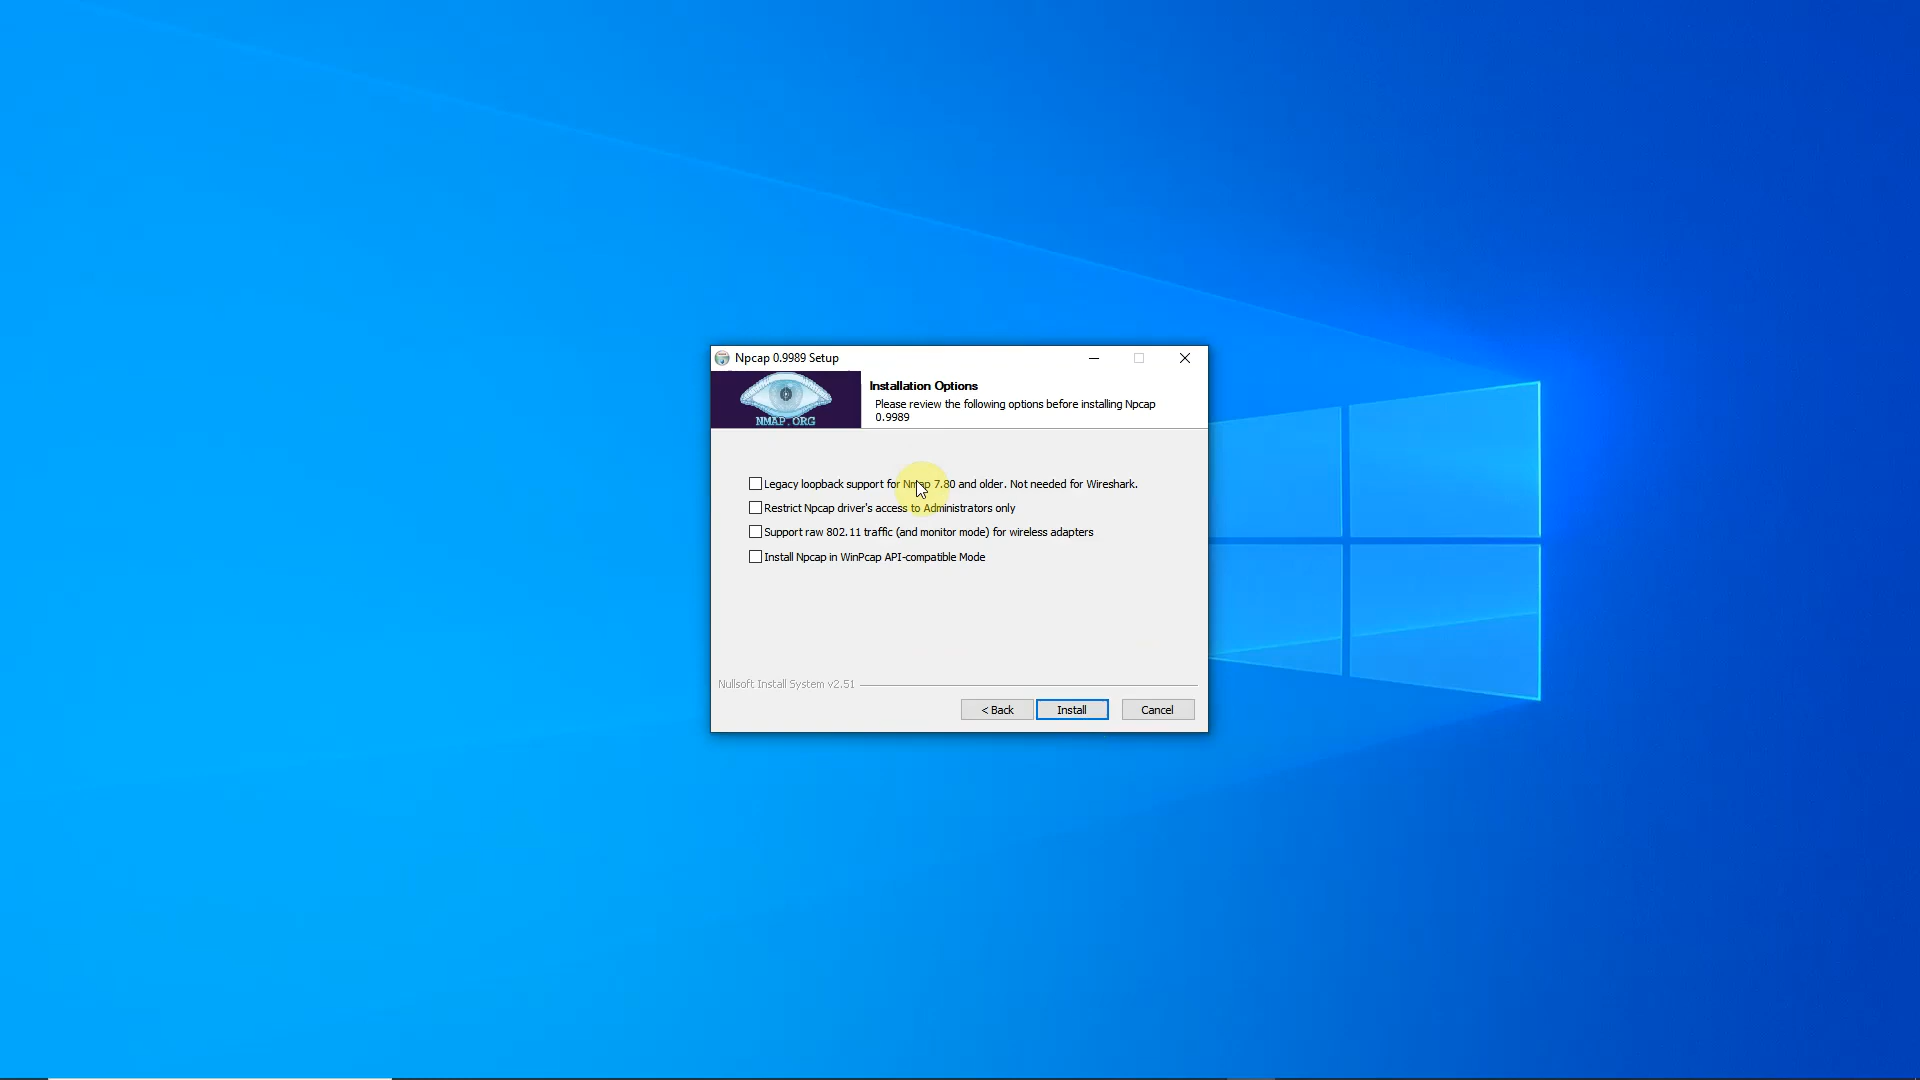 Npcap 0.9989 Setup
NMAP.ORG
Installation Options
Please review the following options before installing Npcap
0.9989
Legacy loopback support for Nmap 7.80 and older. Not needed for Wireshark.
Restrict Npcap driver's access to Administrators only
Support raw 802.11 traffic (and monitor mode) for wireless adapters
Install Npcap in WinPcap API-compatible Mode
Nullsoft Install System v2.51
< Back
Install
Cancel